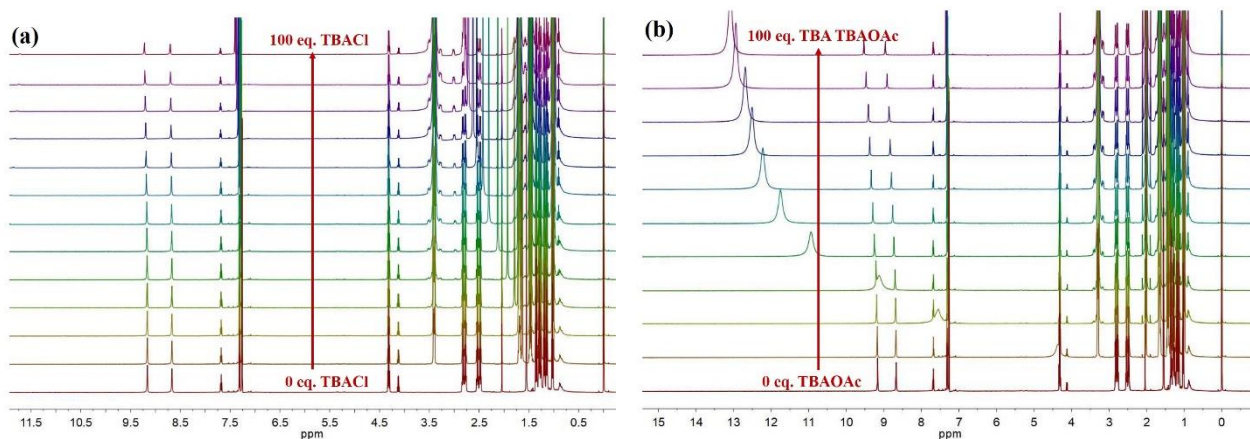 (a)
100 eq. TBACl
0 eq. TBACl
11.5 10.5 9.5 8.5 7.5 6.5 5.5 4.5 3.5 2.5 1.5 0.5
ppm
(b)
100 eq. TBA TBAOAc
0 eq. TBAOAc
15 14 13 12 11 10 9 8 7 6 5 4 3 2 1 0
ppm